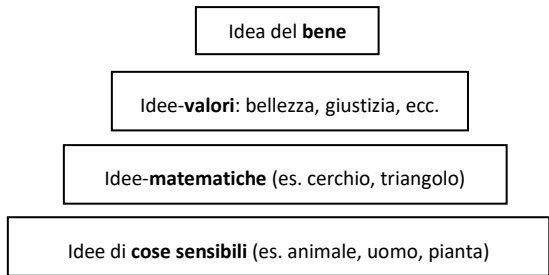 Idea del bene
Idee-valori: bellezza, giustizia, ecc.
Idee-matematiche (es. cerchio, triangolo)
Idee di cose sensibili (es. animale, uomo, pianta)